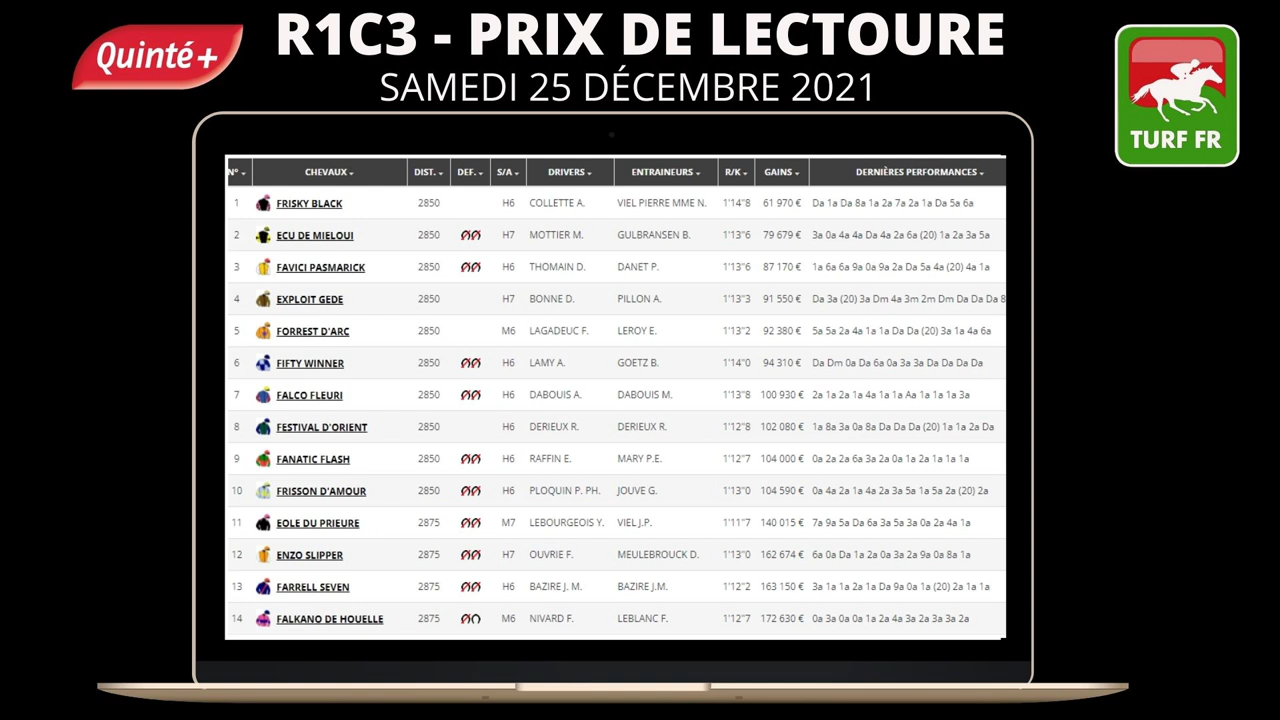 Quinté+
R1C3 - PRIX DE LECTOURE
SAMEDI 25 DÉCEMBRE 2021
TURF FR
N° CHEVAUX DIST. DEF. S/A DRIVERS ENTRAINEURS R/K GAINS DERNIÈRES PERFORMANCES
1 FRISKY BLACK 2850 H6 COLLETTE A. VIEL PIERRE MME N. 1'14"8 61 970 € Da 1a Da 8a 1a 2a 7a 2a 1a Da 5a 6a
2 ECU DE MIELOUI 2850 H7 MOTTIER M. GULBRANSEN B. 1'13"6 79 679 € 3a 0a 4a 4a Da 4a 2a 6a (20) 1a 2a 3a 5a
3 FAVICI PASMARICK 2850 H6 THOMAIN D. DANET P. 1'13"6 87 170 € 1a 6a 6a 9a 0a 9a 2a Da 5a 4a (20) 4a 1a
4 EXPLOIT GEDE 2850 H7 BONNE D. PILLON A. 1'13"3 91 550 € Da 3a (20) 3a Dm 4a 3m 2m Dm Da Da Da 8
5 FORREST D'ARC 2850 M6 LAGADEUC F. LEROY E. 1'13"2 92 380 € 5a 5a 2a 4a 1a 1a Da Da (20) 3a 1a 4a 6a
6 FIFTY WINNER 2850 H6 LAMY A. GOETZ B. 1'14"0 94 310 € Da Dm 0a Da 6a 0a 3a 3a Da Da Da Da
7 FALCO FLEURI 2850 H6 DABOUIS A. DABOUIS M. 1'13"8 100 930 € 2a 1a 2a 1a 4a 1a 1a Aa 1a 1a 1a 3a
8 FESTIVAL D'ORIENT 2850 H6 DERIEUX R. DERIEUX R. 1'12"8 102 080 € 1a 8a 3a 0a 8a Da Da Da (20) 1a 1a 2a Da
9 FANATIC FLASH 2850 H6 RAFFIN E. MARY P.E. 1'12"7 104 000 € 0a 2a 2a 6a 3a 2a 0a 1a 2a 1a 1a 1a
10 FRISSON D'AMOUR 2850 H6 PLOQUIN P. PH. JOUVE G. 1'13"0 104 590 € 0a 4a 2a 1a 4a 2a 3a 5a 1a 5a 2a (20) 2a
11 EOLE DU PRIEURE 2875 M7 LEBOURGEOIS Y. VIEL J.P. 1'11"7 140 015 € 7a 9a 5a Da 6a 3a 5a 3a 0a 2a 4a 1a
12 ENZO SLIPPER 2875 H7 OUVRIE F. MEULEBROUCK D. 1'13"0 162 674 € 6a 0a Da 1a 2a 0a 3a 2a 9a 0a 8a 1a
13 FARRELL SEVEN 2875 H6 BAZIRE J. M. BAZIRE J.M. 1'12"2 163 150 € 3a 1a 1a 2a 1a Da 9a 0a 1a (20) 2a 1a 1a
14 FALKANO DE HOUELLE 2875 M6 NIVARD F. LEBLANC F. 1'12"7 172 630 € 0a 3a 0a 0a 1a 2a 4a 3a 2a 3a 3a 2a